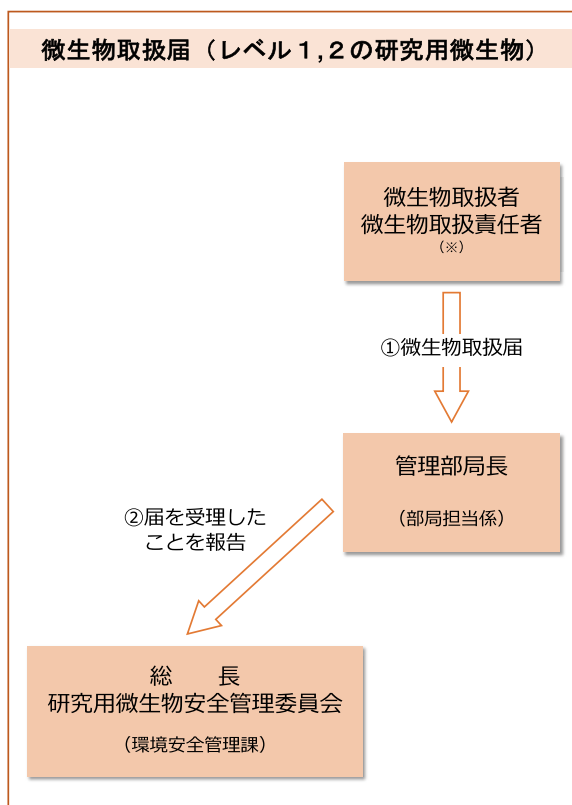 微生物取扱届（レベル１,２の研究用微生物）
微生物取扱者
微生物取扱責任者
（※）
①微生物取扱届
管理部局長
（部局担当係）
②届を受理した
ことを報告
総　　長
研究用微生物安全管理委員会
（環境安全管理課）